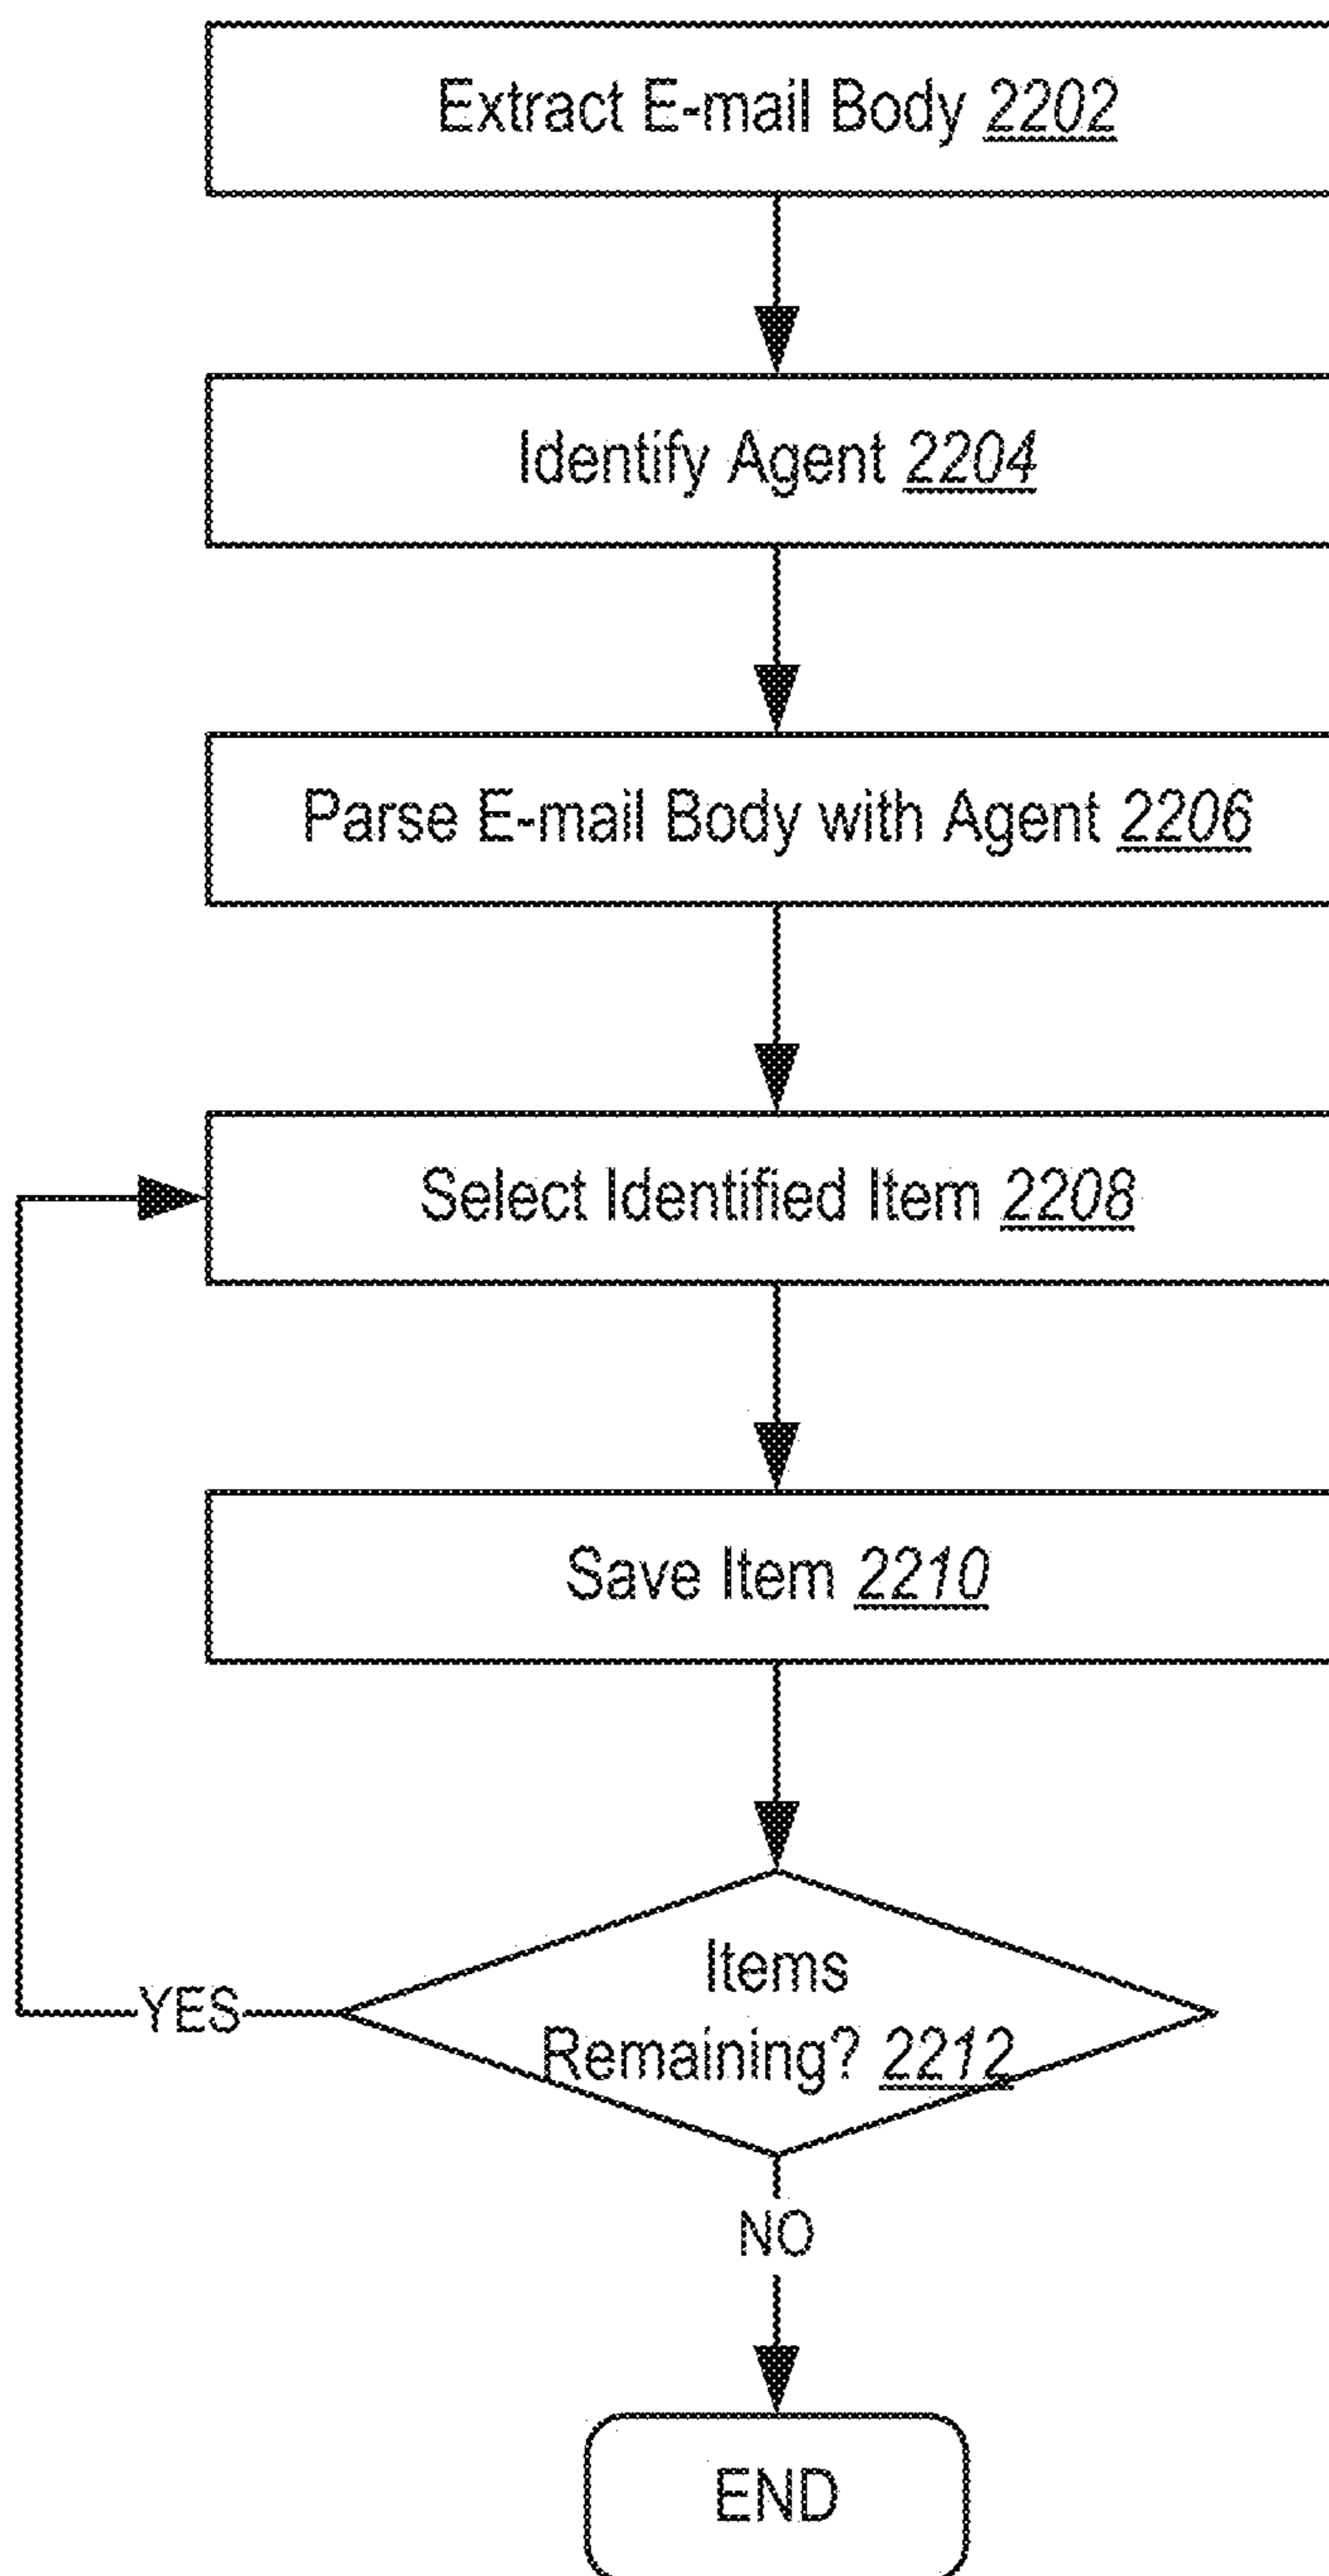 Extract E-mail Body 2202
Identify Agent 2204
Parse E-mail Body with Agent 2206
Select Identified Item 2208
Save Item 2210
Items
Remaining? 2212
YES
NO
END